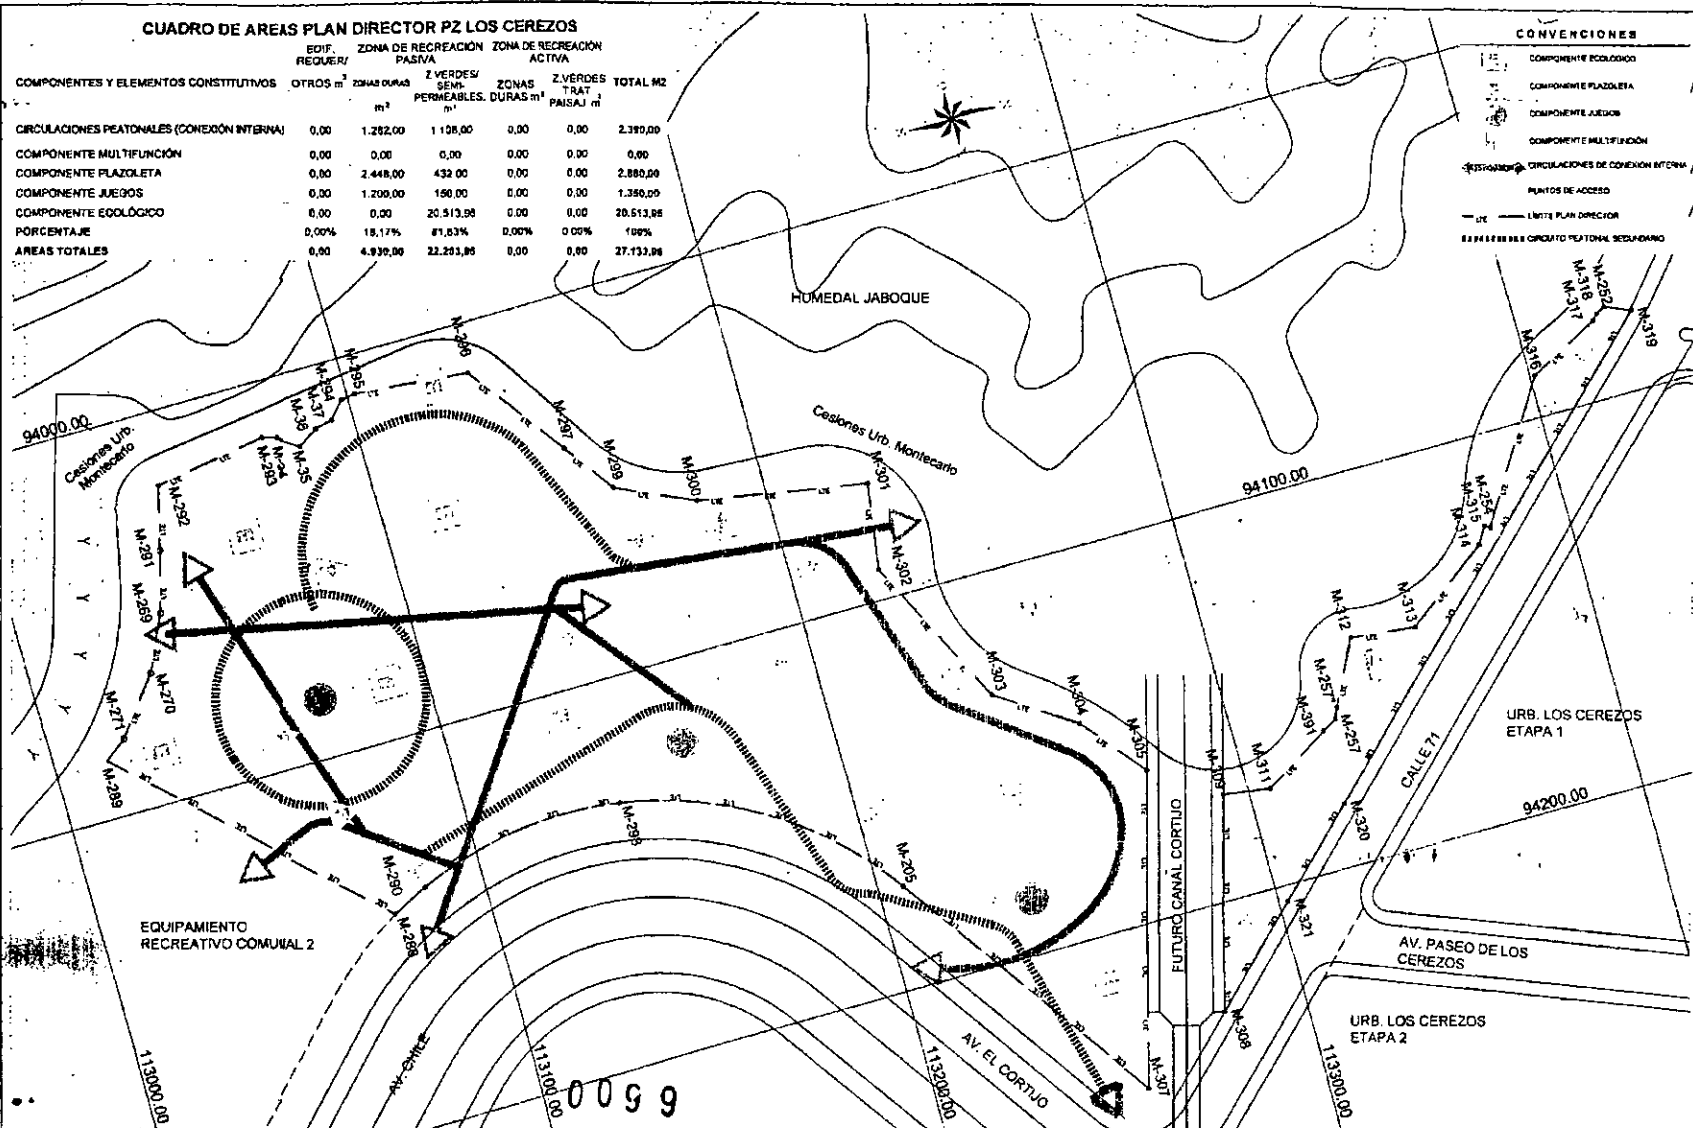 CUADRO DE AREAS PLAN DIRECTOR PZ LOS CEREZOS
COMPONENTES Y ELEMENTOS CONSTITUTIVOS
EDIF. REQUER/ OTROS m²
ZONA DE RECREACIÓN PASIVA
ZONA DE RECREACIÓN ACTIVA
ZONAS DURAS m²
Z.VERDES/ SEMI-PERMEABLES. m²
ZONAS DURAS m²
Z.VERDES TRAT PAISAJ m²
TOTAL M2
CIRCULACIONES PEATONALES (CONEXIÓN INTERNA) 0,00 1.282,00 1 108,00 0,00 0,00 2.390,00
COMPONENTE MULTIFUNCIÓN 0,00 0,00 0,00 0,00 0,00 0,00
COMPONENTE PLAZOLETA 0,00 2.448,00 432 00 0,00 0,00 2.880,00
COMPONENTE JUEGOS 0,00 1.200,00 150,00 0,00 0,00 1.350,00
COMPONENTE ECOLÓGICO 0,00 0,00 20.513,96 0,00 0,00 20.513,96
PORCENTAJE 0,00% 18,17% 81,83% 0,00% 0 00% 100%
AREAS TOTALES 0,00 4.930,00 22.203,96 0,00 0,00 27.133,96
CONVENCIONES
COMPONENTE ECOLOGICO
COMPONENTE PLAZOLETA
COMPONENTE JUEGOS
COMPONENTE MULTIFUNCIÓN
CIRCULACIONES DE CONEXIÓN INTERNA
PUNTOS DE ACCESO
LIMITE PLAN DIRECTOR
CIRCUITO PEATONAL SECUNDARIO
HUMEDAL JABOQUE
Cesiones Urb. Montecarlo
Cesiones Urb. Montecarlo
94000.00
94100.00
94200.00
113000.00
113100.00
113200.00
113300.00
M-294
M-295
M-37
M-36
M-35
M-293
M-292
M-291
M-269
M-270
M-271
M-289
M-290
M-288
M-297
M-299
M-300
M-301
M-302
M-303
M-304
M-305
M-205
M-307
M-308
M-309
M-311
M-391
M-257
M-257
M-312
M-313
M-314
M-315
M-254
M-316
M-317
M-318
M-252
M-319
M-320
M-321
EQUIPAMIENTO
RECREATIVO COMUNAL 2
AV. CHILE
AV. EL CORTIJO
FUTURO CANAL CORTIJO
CALLE 71
URB. LOS CEREZOS
ETAPA 1
AV. PASEO DE LOS
CEREZOS
URB. LOS CEREZOS
ETAPA 2